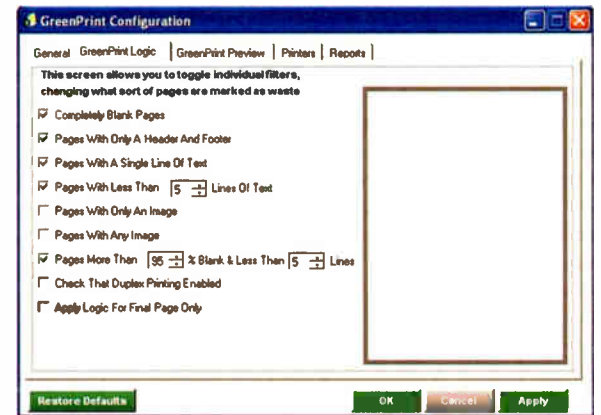 GreenPrint Configuration
General GreenPrint Logic GreenPrint Preview Printers Reports
This screen allows you to toggle individual filters,
changing what sort of pages are marked as waste
Completely Blank Pages
Pages With Only A Header And Footer
Pages With A Single Line Of Text
Pages With Less Than 5 Lines Of Text
Pages With Only An Image
Pages With Any Image
Pages More Than 95 % Blank & Less Than 5 Lines
Check That Duplex Printing Enabled
Apply Logic For Final Page Only
Restore Defaults OK Cancel Apply